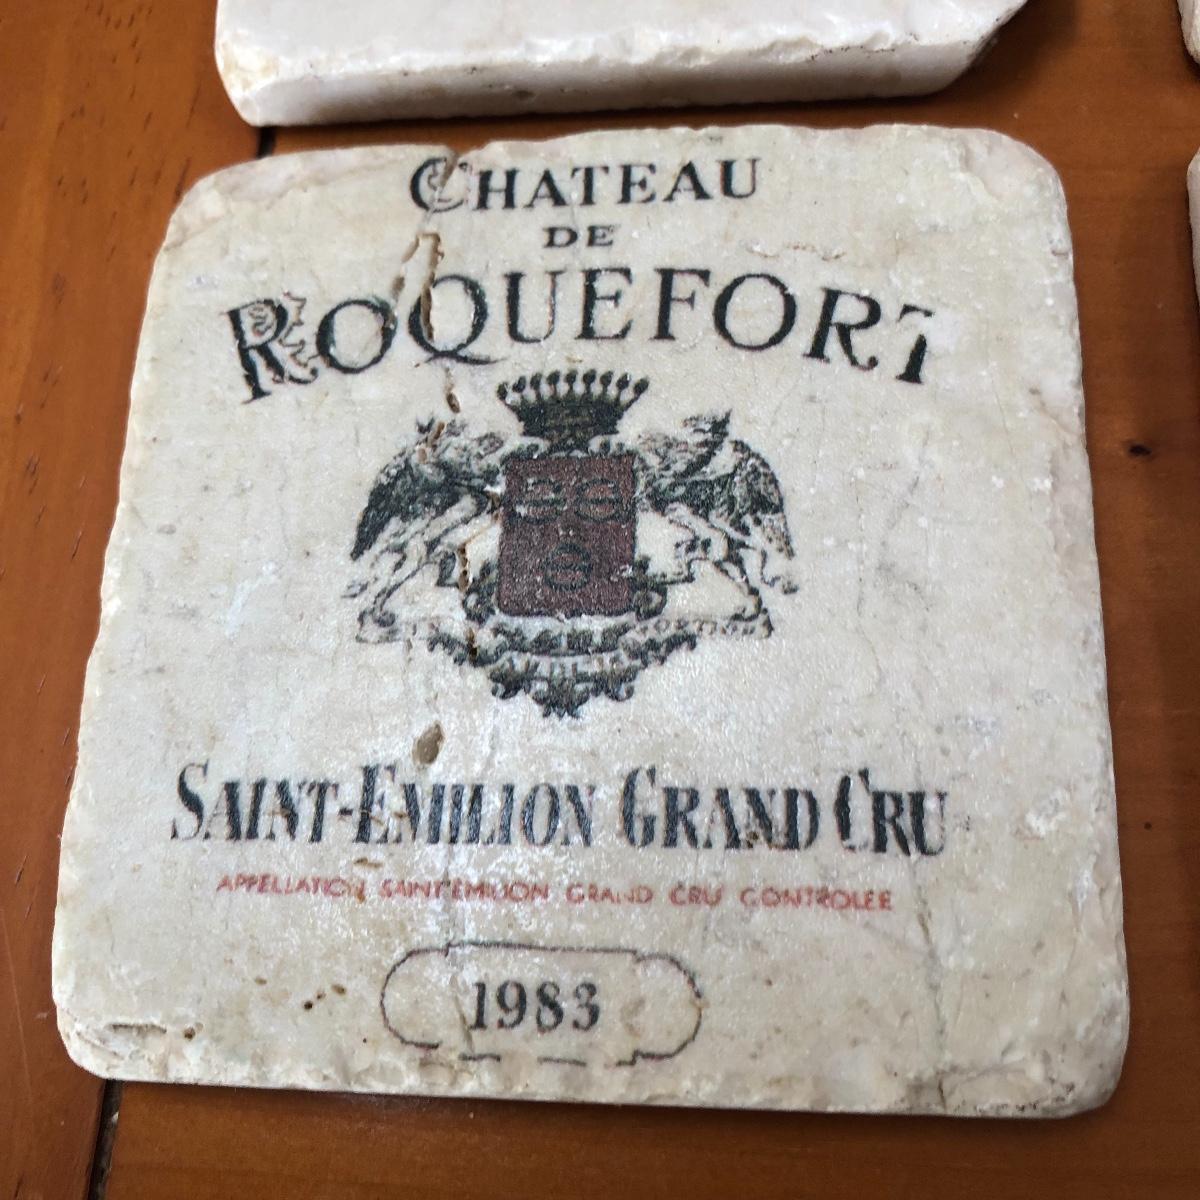 CHATEAU
DE
ROQUEFORT
SAINT-EMILION GRAND CRU
APPELLATION SAINT-EMILION GRAND CRU CONTROLEE
1983